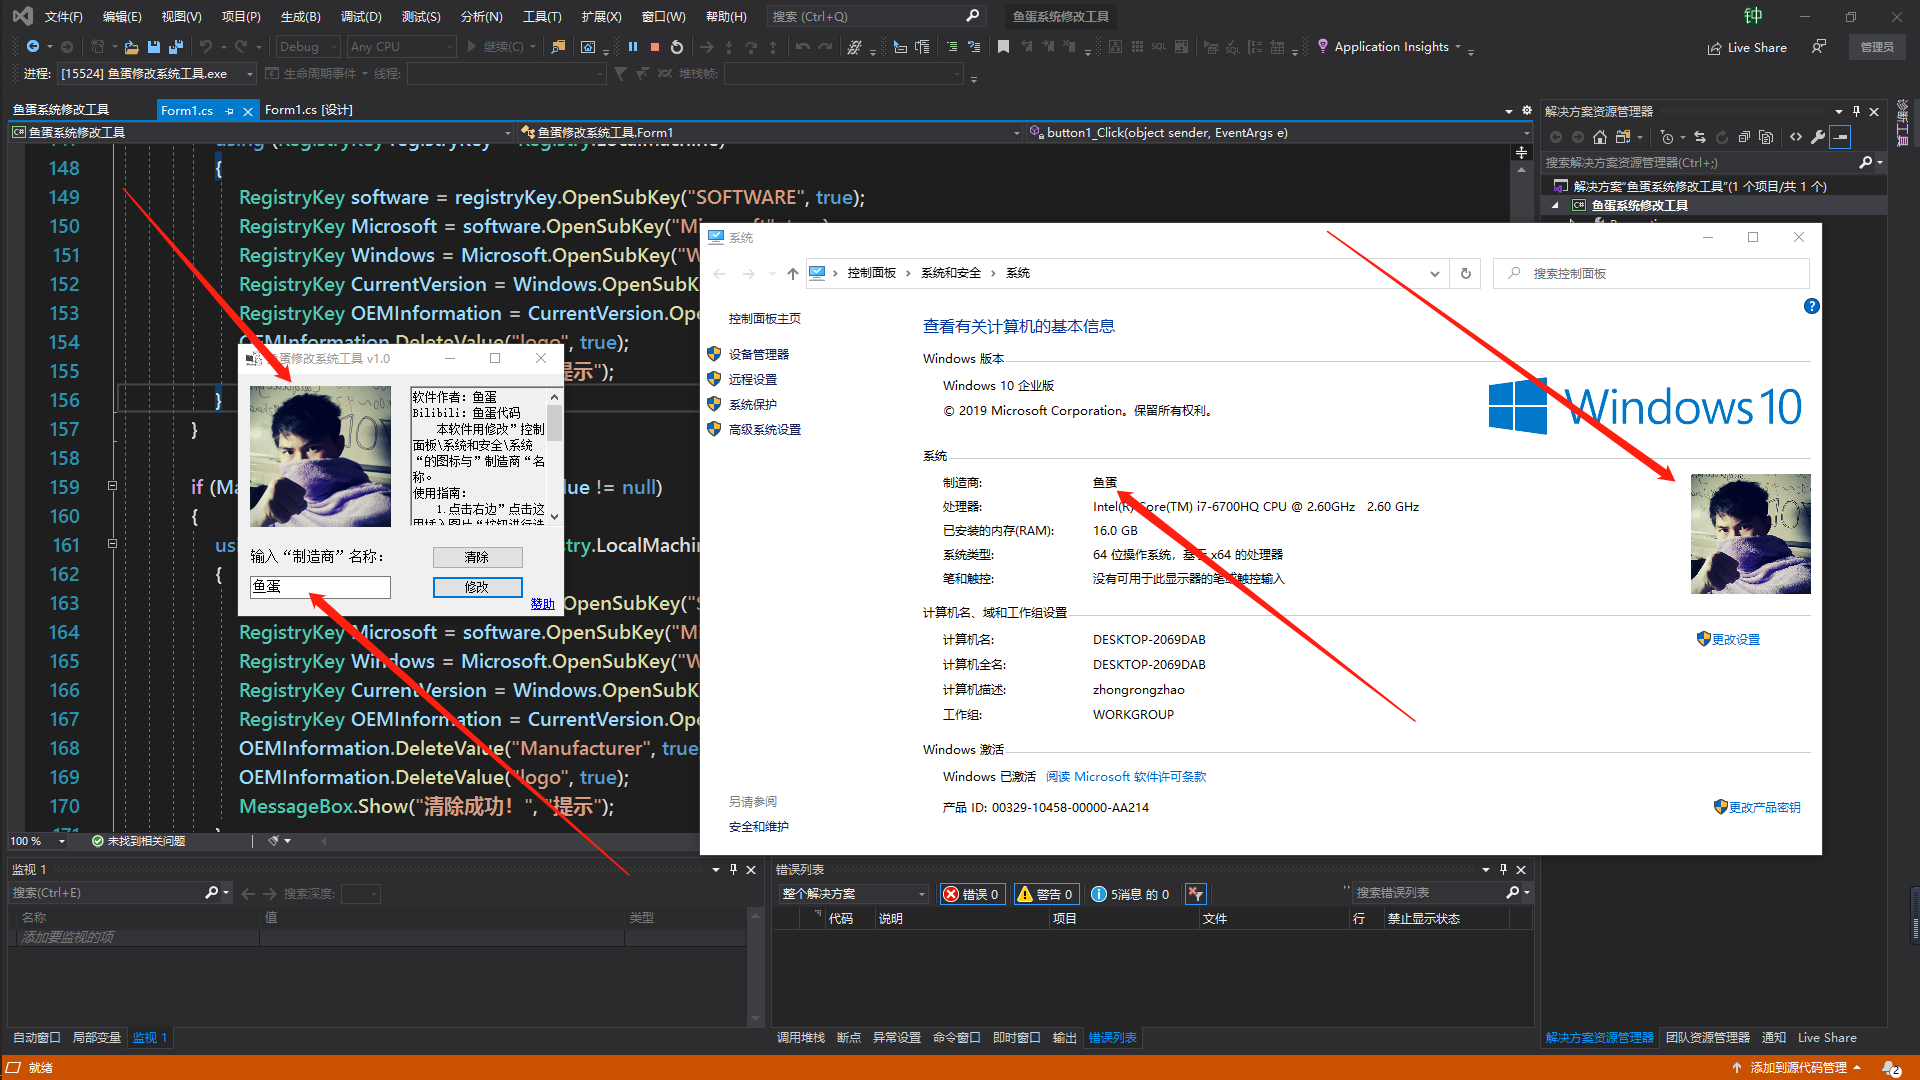 文件(F) 编辑(E) 视图(V) 项目(P) 生成(B) 调试(D) 测试(S) 分析(N) 工具(T) 扩展(X) 窗口(W) 帮助(H) 搜索 (Ctrl+Q) 鱼蛋系统修改工具 钟
Debug Any CPU 继续(C) Application Insights Live Share 管理员
进程: [15524] 鱼蛋修改系统工具.exe 生命周期事件 线程: 堆栈帧:
鱼蛋系统修改工具 Form1.cs Form1.cs [设计]
鱼蛋系统修改工具 鱼蛋修改系统工具.Form1 button1_Click(object sender, EventArgs e)
148 {
149 RegistryKey software = registryKey.OpenSubKey("SOFTWARE", true);
150 RegistryKey Microsoft = software.OpenSubKey("Microsoft", true);
151 RegistryKey Windows = Microsoft.OpenSubKey("W
152 RegistryKey CurrentVersion = Windows.OpenSubK
153 RegistryKey OEMInformation = CurrentVersion.Ope
154 OEMInformation.DeleteValue("logo", true);
155 提示");
156 }
157 }
158
159 if (Ma lue != null)
160 {
161 us try.LocalMachin
162 {
163 OpenSubKey("S
164 RegistryKey Microsoft = software.OpenSubKey("Mi
165 RegistryKey Windows = Microsoft.OpenSubKey("W
166 RegistryKey CurrentVersion = Windows.OpenSubK
167 RegistryKey OEMInformation = CurrentVersion.Ope
168 OEMInformation.DeleteValue("Manufacturer", true
169 OEMInformation.DeleteValue("logo", true);
170 MessageBox.Show("清除成功！", "提示");
鱼蛋修改系统工具 v1.0
软件作者：鱼蛋
Bilibili：鱼蛋代码
本软件用修改”控制
面板\系统和安全\系统
“的图标与”制造商“名
称。
使用指南：
1.点击右边”点击这
输入“制造商”名称：
清除
鱼蛋
修改
赞助
系统
控制面板 系统和安全 系统
搜索控制面板
控制面板主页
设备管理器
远程设置
系统保护
高级系统设置
另请参阅
安全和维护
查看有关计算机的基本信息
Windows 版本
Windows 10 企业版
© 2019 Microsoft Corporation。保留所有权利。
Windows 10
系统
制造商: 鱼蛋
处理器: Intel(R) Core(TM) i7-6700HQ CPU @ 2.60GHz 2.60 GHz
已安装的内存(RAM): 16.0 GB
系统类型: 64 位操作系统，基于 x64 的处理器
笔和触控: 没有可用于此显示器的笔或触控输入
计算机名、域和工作组设置
计算机名: DESKTOP-2069DAB
更改设置
计算机全名: DESKTOP-2069DAB
计算机描述: zhongrongzhao
工作组: WORKGROUP
Windows 激活
Windows 已激活 阅读 Microsoft 软件许可条款
产品 ID: 00329-10458-00000-AA214
更改产品密钥
解决方案资源管理器
诊断工具
搜索解决方案资源管理器(Ctrl+;)
解决方案"鱼蛋系统修改工具"(1 个项目/共 1 个)
鱼蛋系统修改工具
100 % 未找到相关问题
监视 1
搜索(Ctrl+E) 搜索深度:
名称 值 类型
添加要监视的项
错误列表
整个解决方案 错误 0 警告 0 5消息 的 0 搜索错误列表
代码 说明 项目 文件 行 禁止显示状态
自动窗口 局部变量 监视 1
调用堆栈 断点 异常设置 命令窗口 即时窗口 输出 错误列表
解决方案资源管理器 团队资源管理器 通知 Live Share
就绪
添加到源代码管理 2